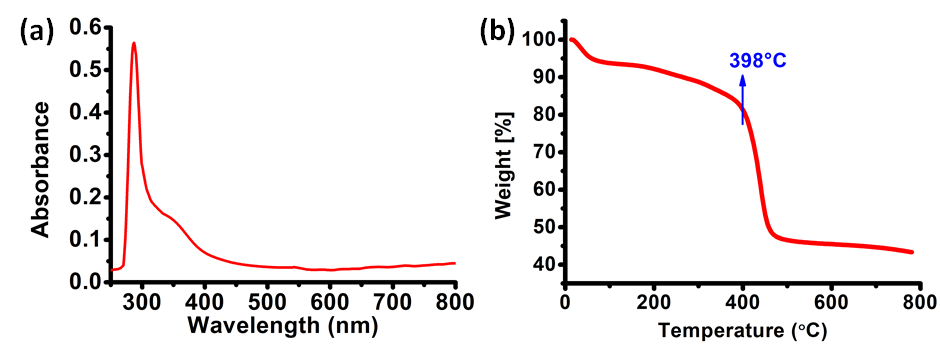 (a)
Absorbance
0.6
0.5
0.4
0.3
0.2
0.1
0.0
300 400 500 600 700 800
Wavelength (nm)
(b)
Weight [%]
100
90
80
70
60
50
40
398°C
0 200 400 600 800
Temperature (°C)